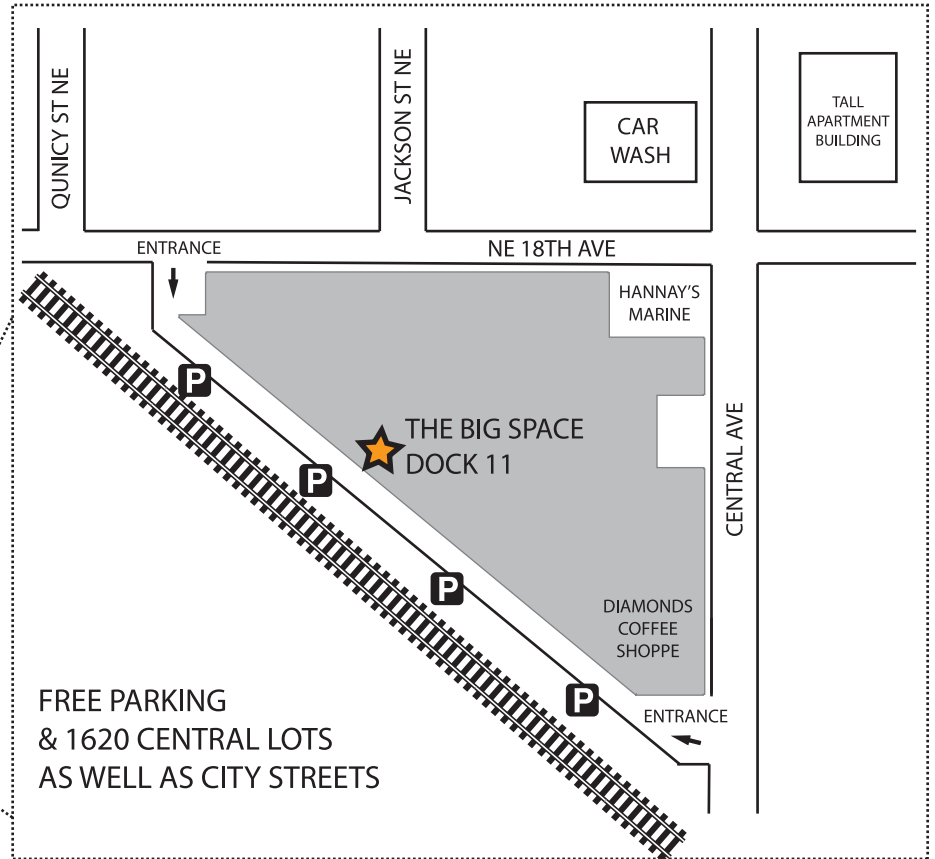 QUNICY ST NE
JACKSON ST NE
CAR
WASH
TALL
APARTMENT
BUILDING
ENTRANCE
NE 18TH AVE
HANNAY'S
MARINE
P
THE BIG SPACE
DOCK 11
P
CENTRAL AVE
P
DIAMONDS
COFFEE
SHOPPE
P
ENTRANCE
FREE PARKING
& 1620 CENTRAL LOTS
AS WELL AS CITY STREETS